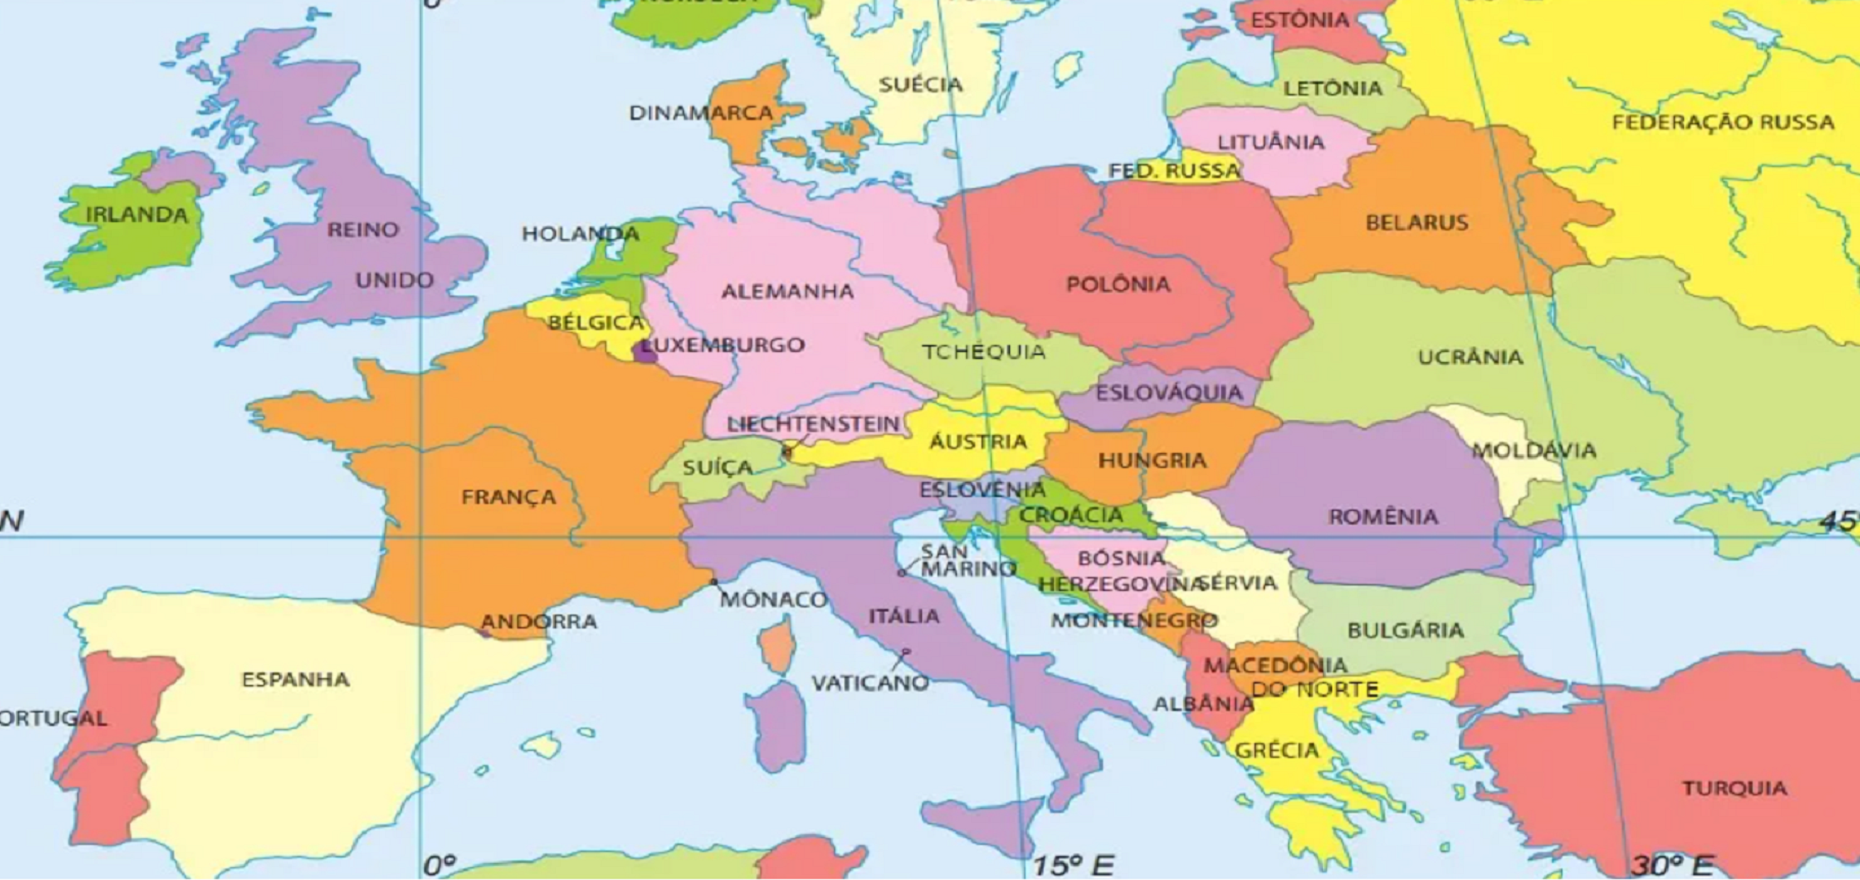 0°
ESTÔNIA
SUÉCIA
LETÔNIA
DINAMARCA
FEDERAÇÃO RUSSA
LITUÂNIA
FED. RUSSA
IRLANDA
REINO
UNIDO
HOLANDA
BELARUS
ALEMANHA
POLÔNIA
BÉLGICA
LUXEMBURGO
TCHEQUIA
UCRÂNIA
ESLOVÁQUIA
LIECHTENSTEIN
ÁUSTRIA
SUÍÇA
HUNGRIA
MOLDÁVIA
FRANÇA
ESLOVÊNIA
CROÁCIA
ROMÊNIA
N
45°
SAN
MARINO
BÓSNIA
HERZEGOVINA
SÉRVIA
MÔNACO
ITÁLIA
MONTENEGRO
ANDORRA
BULGÁRIA
ESPANHA
VATICANO
MACEDÔNIA
DO NORTE
ALBÂNIA
ORTUGAL
GRÉCIA
TURQUIA
0°
15° E
30° E